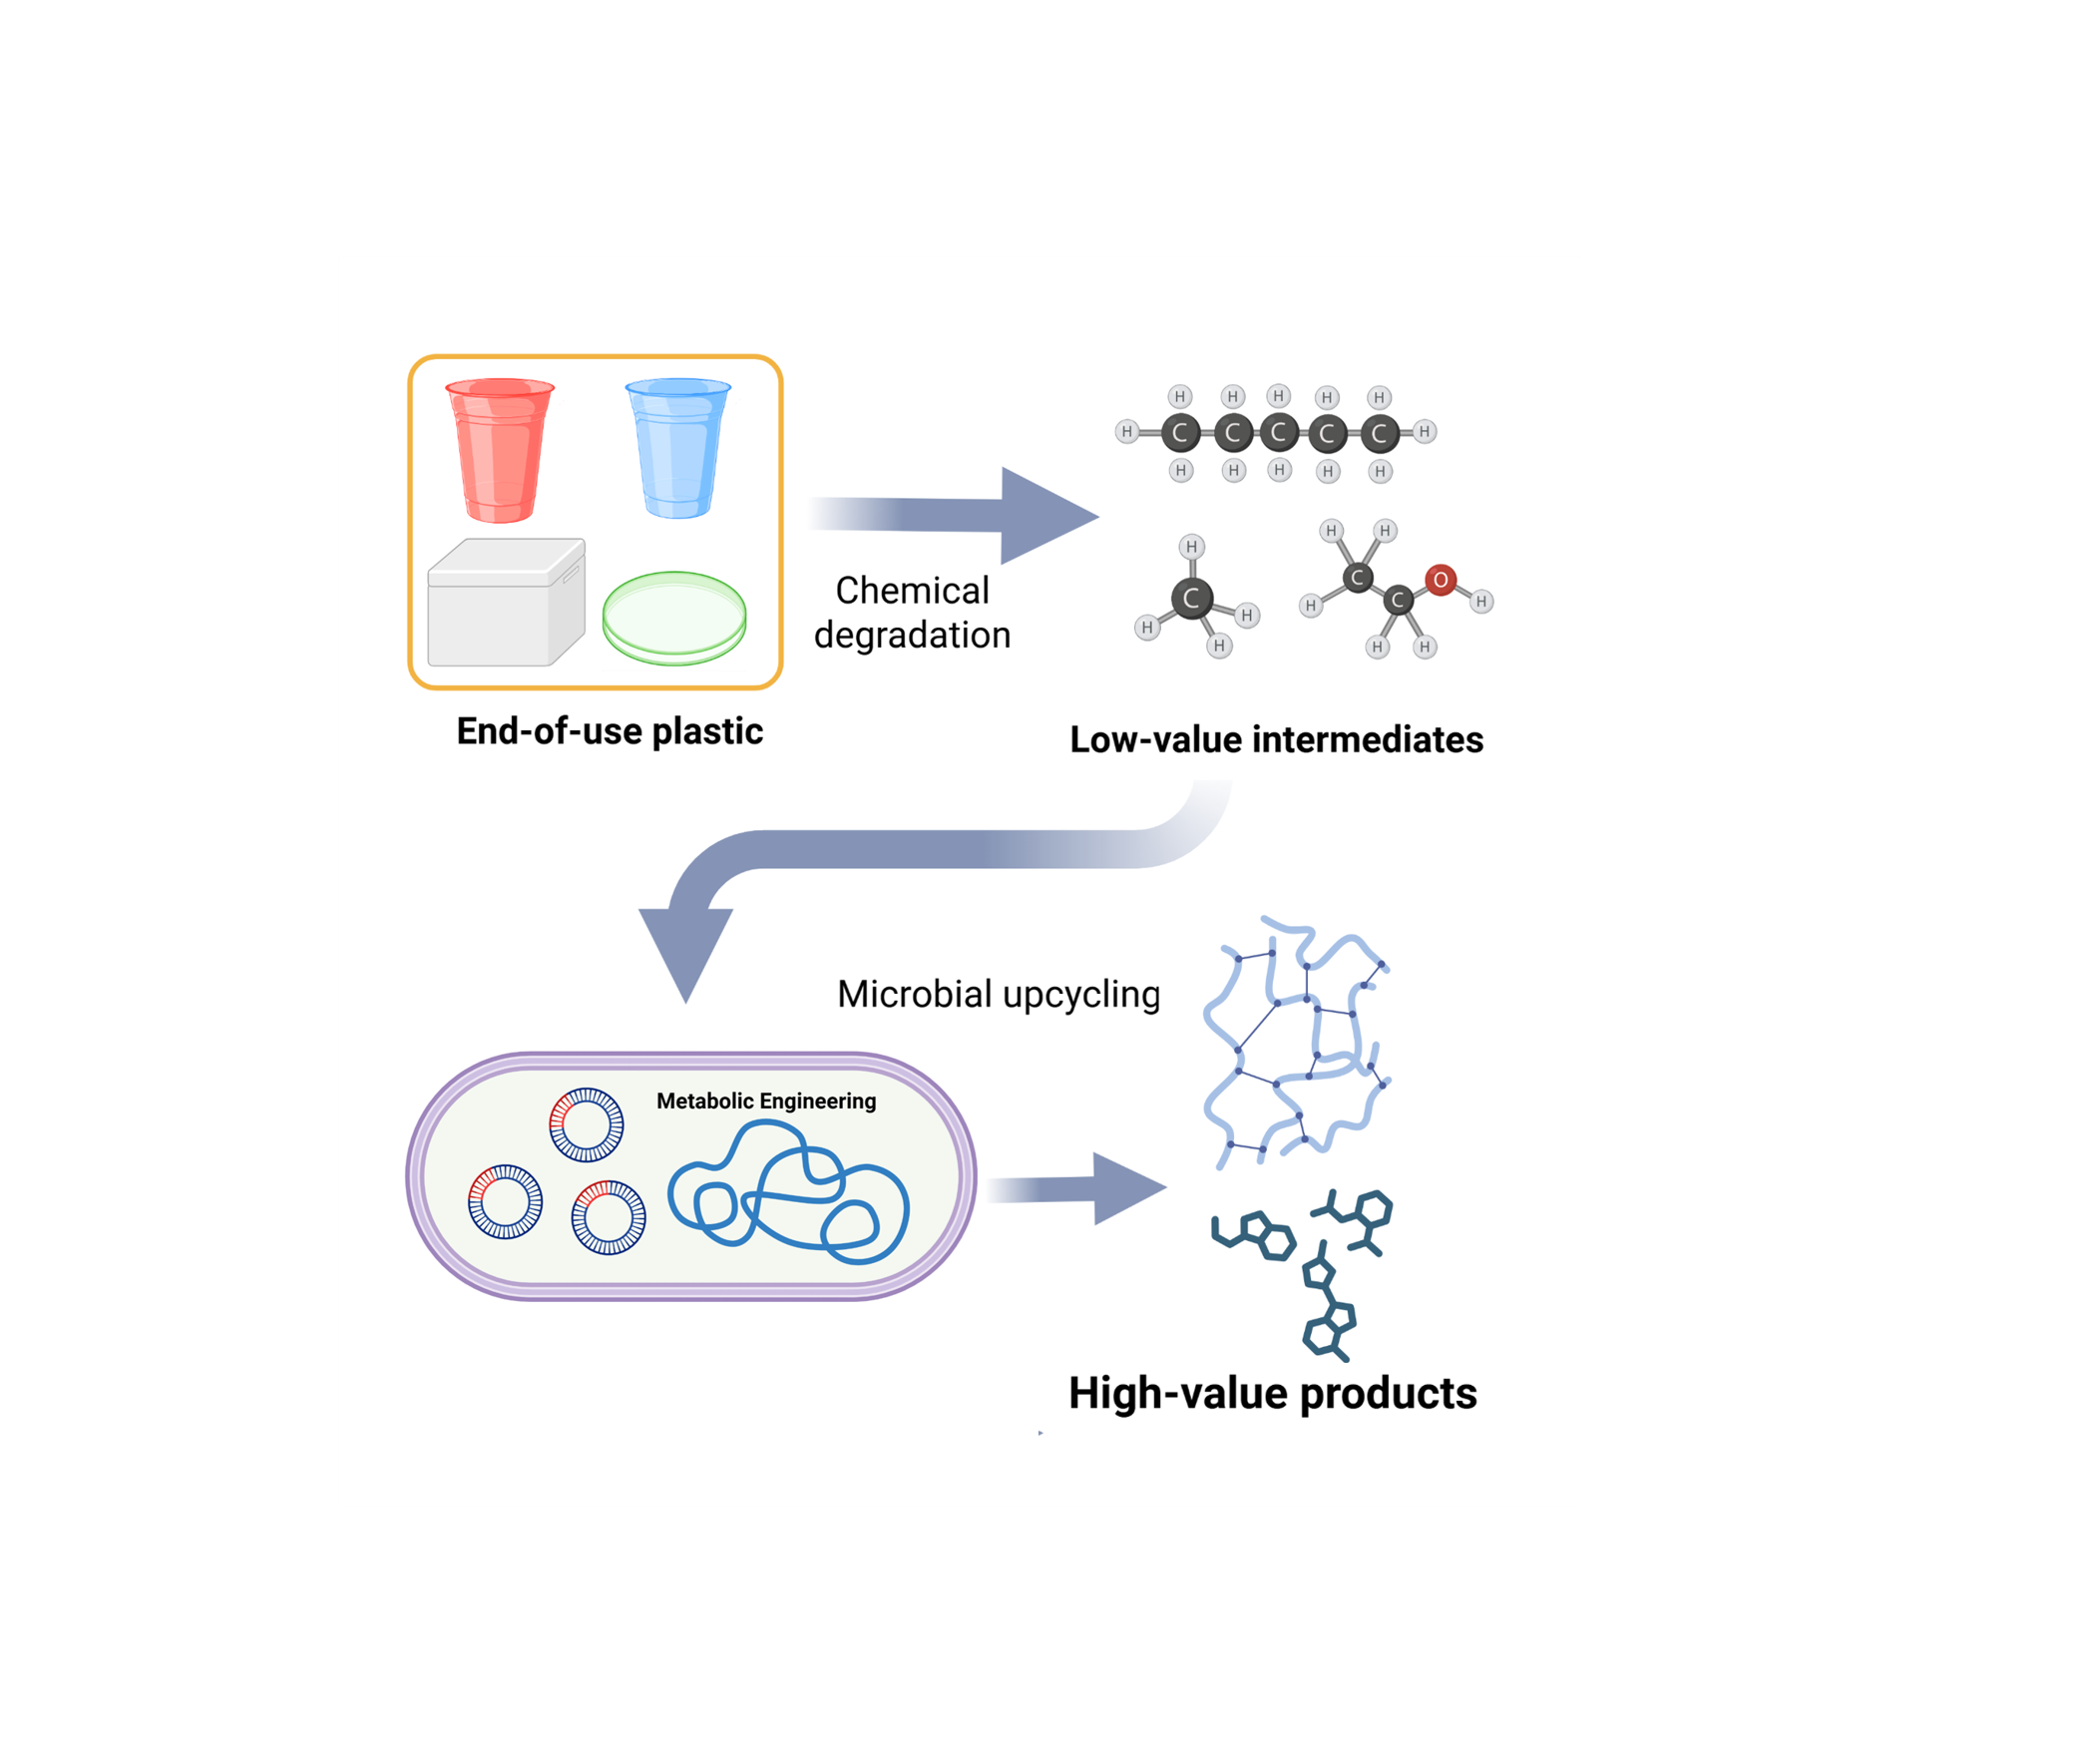 H H H H H
H C C C C C H
H H H H H
H H H
C C O
C H H H
H H H H
Chemical
degradation
End-of-use plastic
Low-value intermediates
Microbial upcycling
Metabolic Engineering
High-value products